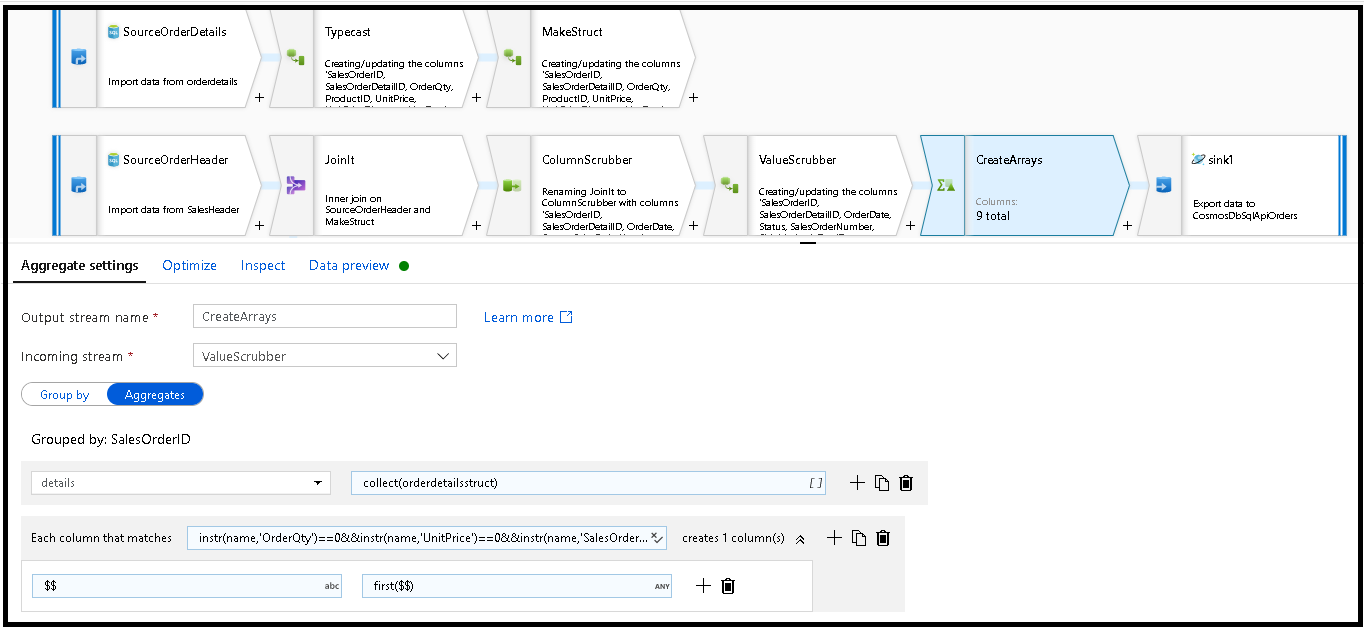 SourceOrderDetails
Import data from orderdetails
Typecast
Creating/updating the columns
'SalesOrderID,
SalesOrderDetailID, OrderQty,
ProductID, UnitPrice,
MakeStruct
Creating/updating the columns
'SalesOrderID,
SalesOrderDetailID, OrderQty,
ProductID, UnitPrice,
SourceOrderHeader
Import data from SalesHeader
JoinIt
Inner join on
SourceOrderHeader and
MakeStruct
ColumnScrubber
Renaming JoinIt to
ColumnScrubber with columns
'SalesOrderID,
SalesOrderDetailID, OrderDate,
ValueScrubber
Creating/updating the columns
'SalesOrderID,
SalesOrderDetailID, OrderDate,
Status, SalesOrderNumber,
CreateArrays
Columns:
9 total
sink1
Export data to
CosmosDbSqlApiOrders
Aggregate settings Optimize Inspect Data preview
Output stream name * CreateArrays Learn more
Incoming stream * ValueScrubber
Group by Aggregates
Grouped by: SalesOrderID
details collect(orderdetailsstruct) [ ]
Each column that matches instr(name,'OrderQty')==0&&instr(name,'UnitPrice')==0&&instr(name,'SalesOrder... creates 1 column(s)
$$ abc first($$) ANY